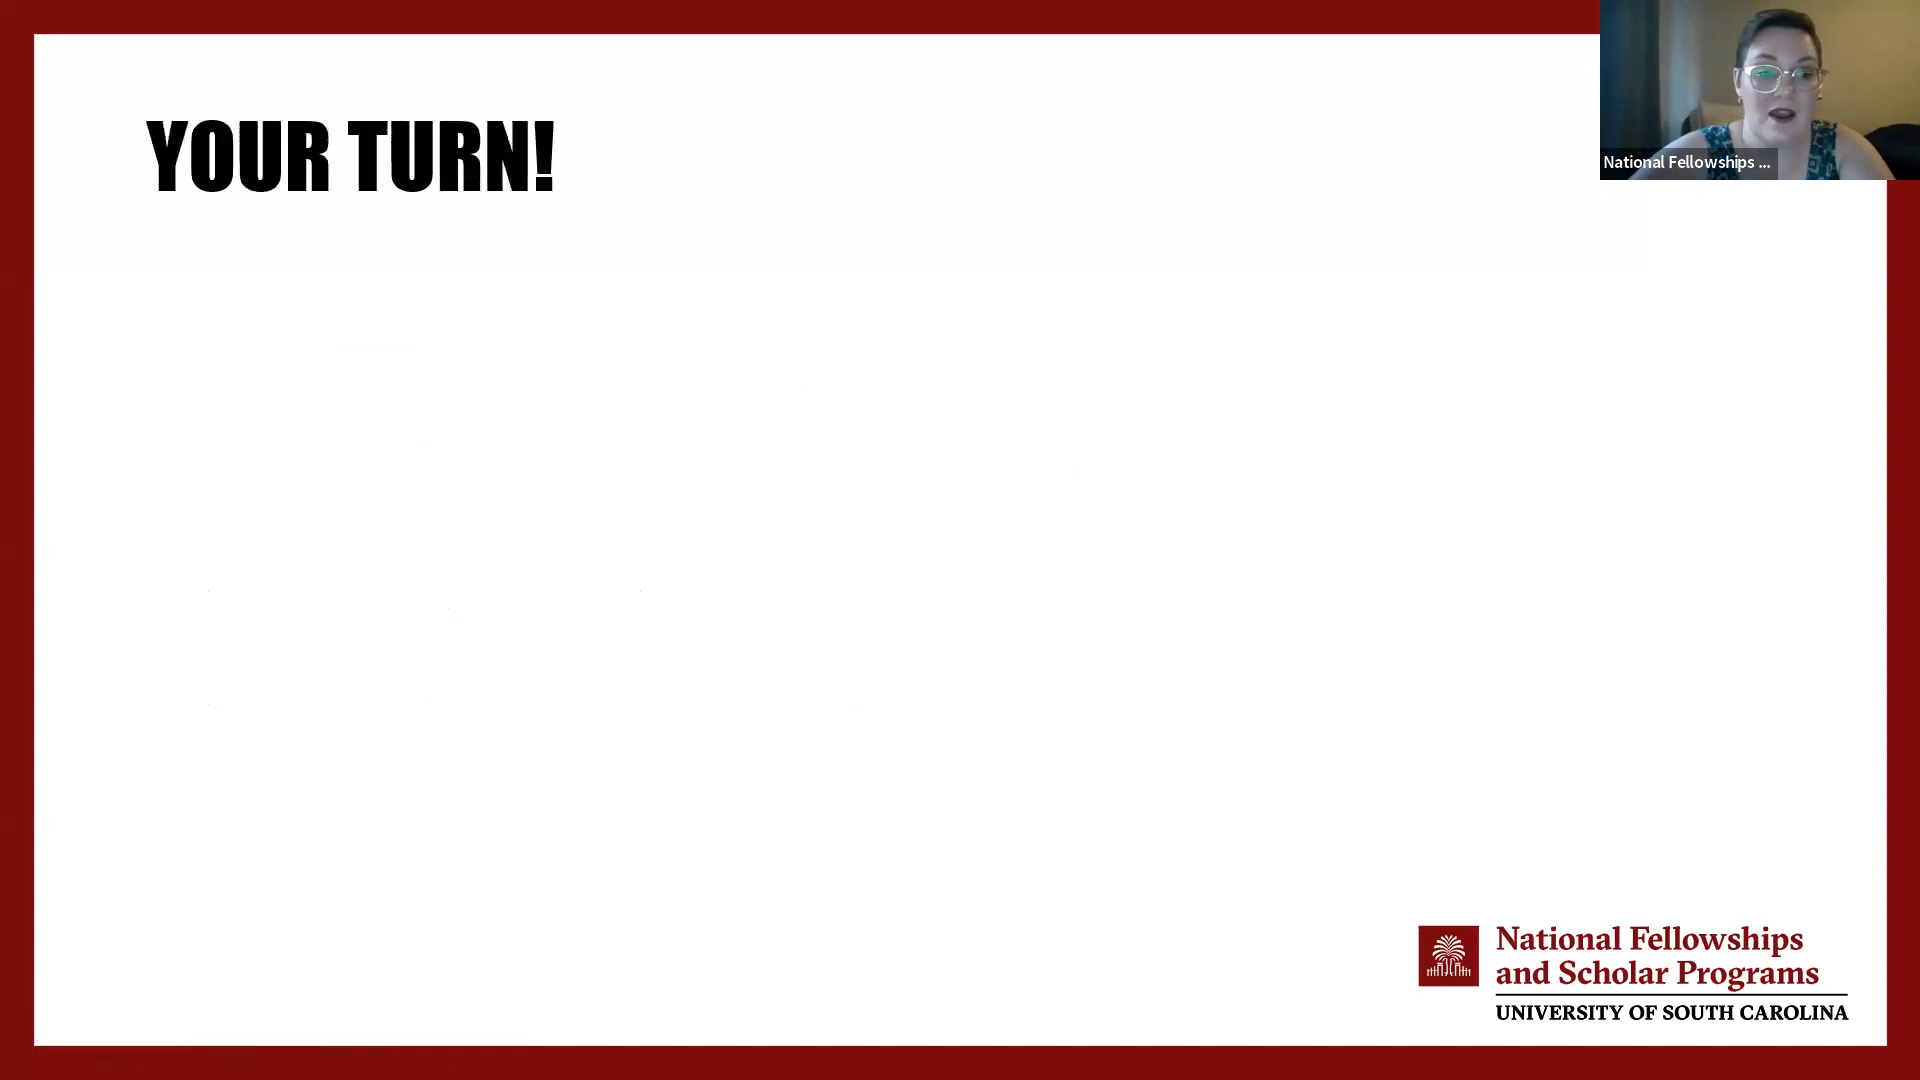 YOUR TURN!
National Fellowships ...
National Fellowships
and Scholar Programs
UNIVERSITY OF SOUTH CAROLINA